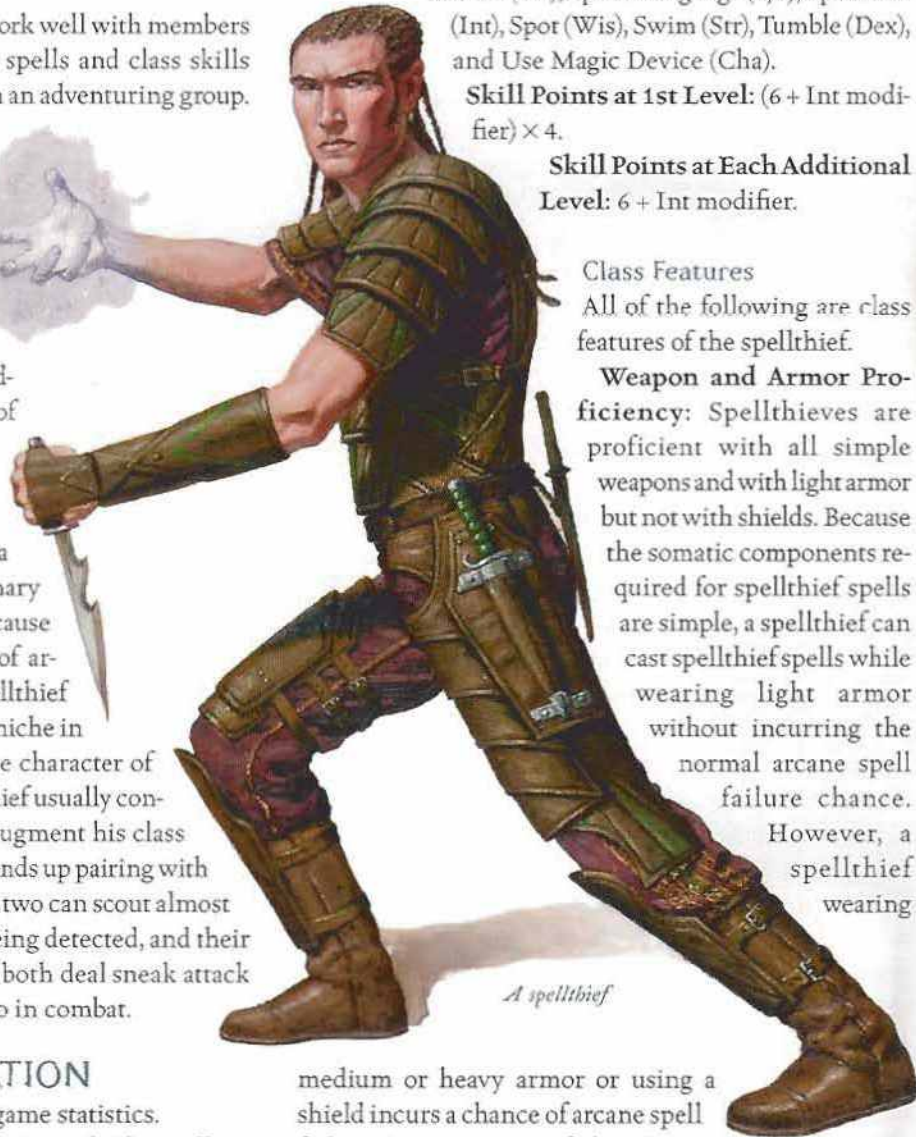 ork well with members
spells and class skills
an adventuring group.
d-
of
a
nary
cause
of ar-
llthief
niche in
e character of
hief usually con-
ugment his class
nds up pairing with
two can scout almost
eing detected, and their
both deal sneak attack
o in combat.
TION
game statistics.
(Int), Spot (Wis), Swim (Str), Tumble (Dex),
and Use Magic Device (Cha).
Skill Points at 1st Level: (6 + Int modi-
fier) × 4.
Skill Points at Each Additional
Level: 6 + Int modifier.
Class Features
All of the following are class
features of the spellthief.
Weapon and Armor Pro-
ficiency: Spellthieves are
proficient with all simple
weapons and with light armor
but not with shields. Because
the somatic components re-
quired for spellthief spells
are simple, a spellthief can
cast spellthief spells while
wearing light armor
without incurring the
normal arcane spell
failure chance.
However, a
spellthief
wearing
A spellthief
medium or heavy armor or using a
shield incurs a chance of arcane spell